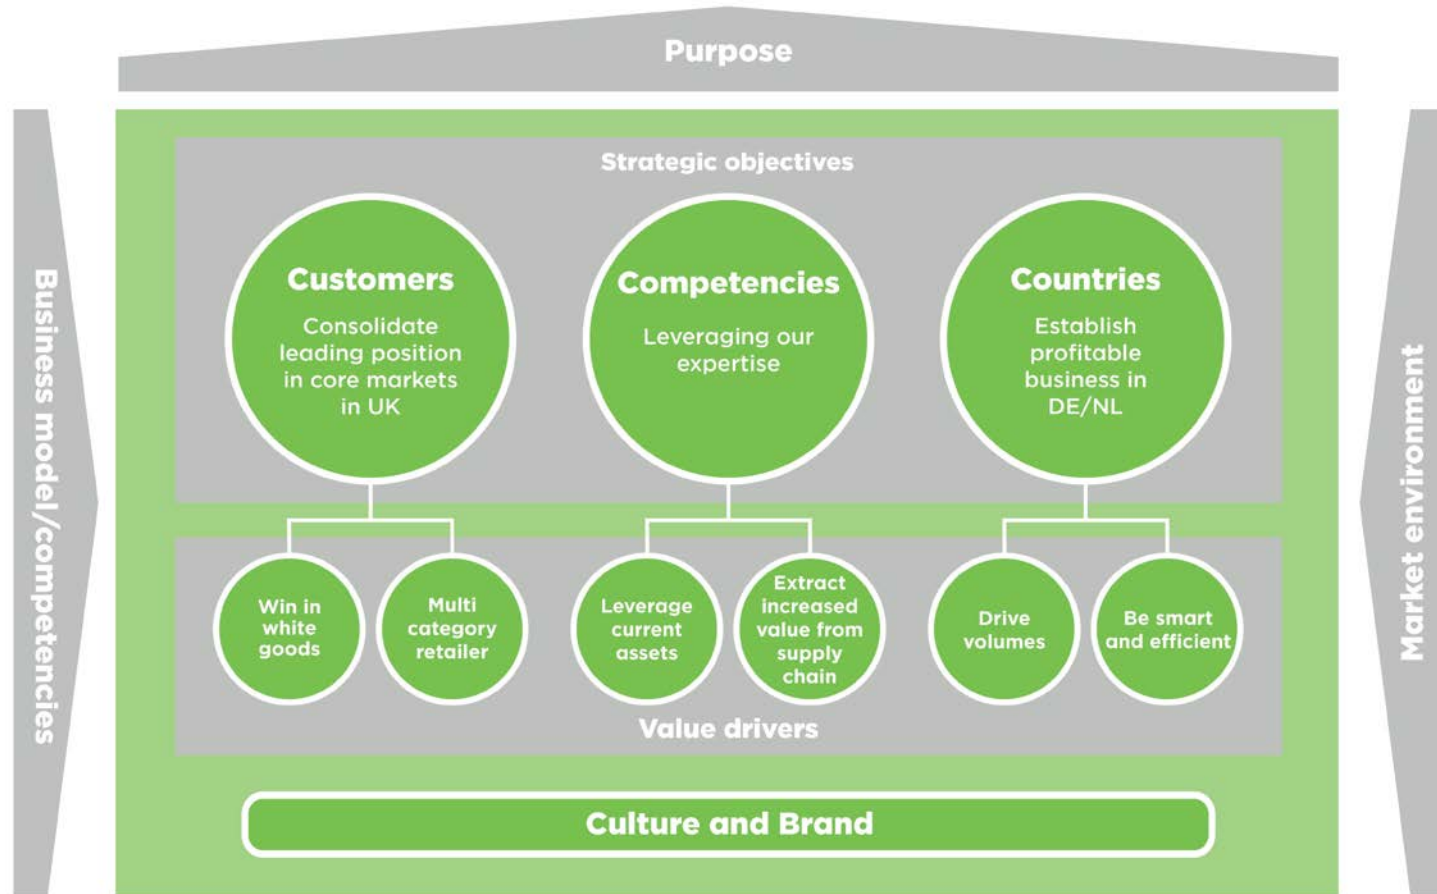 Purpose
Business model/competencies
Strategic objectives
Customers
Consolidate
leading position
in core markets
in UK
Competencies
Leveraging our
expertise
Countries
Establish
profitable
business in
DE/NL
Win in
white
goods
Multi
category
retailer
Leverage
current
assets
Extract
increased
value from
supply
chain
Drive
volumes
Be smart
and efficient
Value drivers
Culture and Brand
Market environment